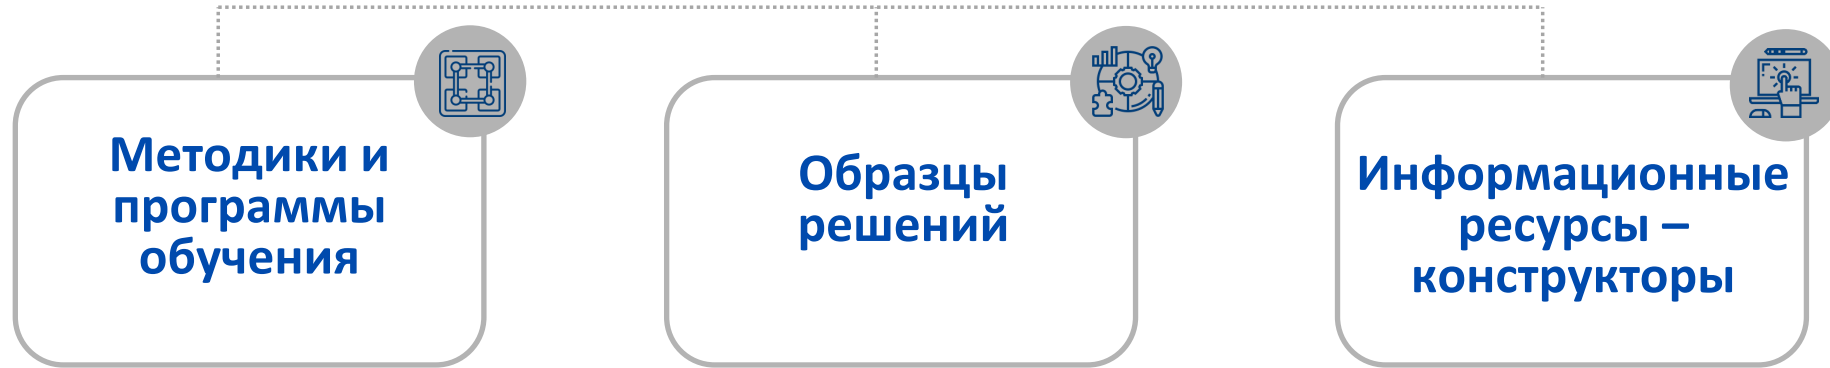 Методики и
программы
обучения
Образцы
решений
Информационные
ресурсы –
конструкторы